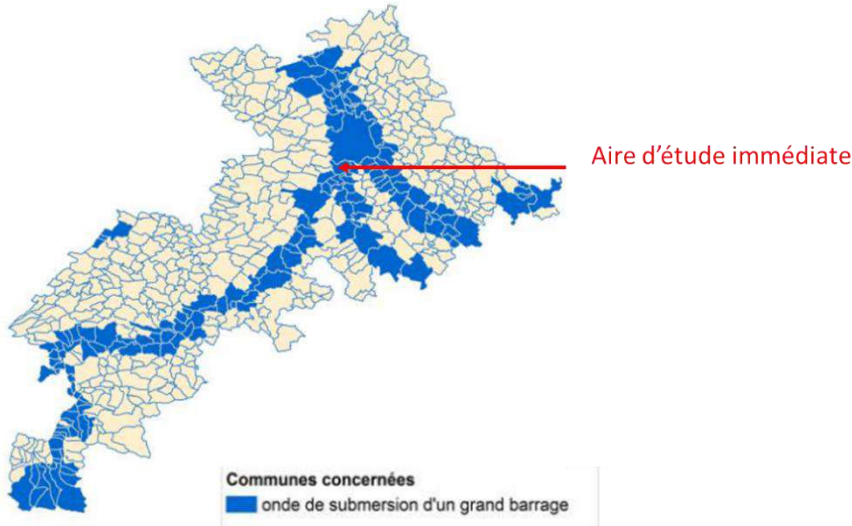 Aire d’étude immédiate
Communes concernées
onde de submersion d'un grand barrage